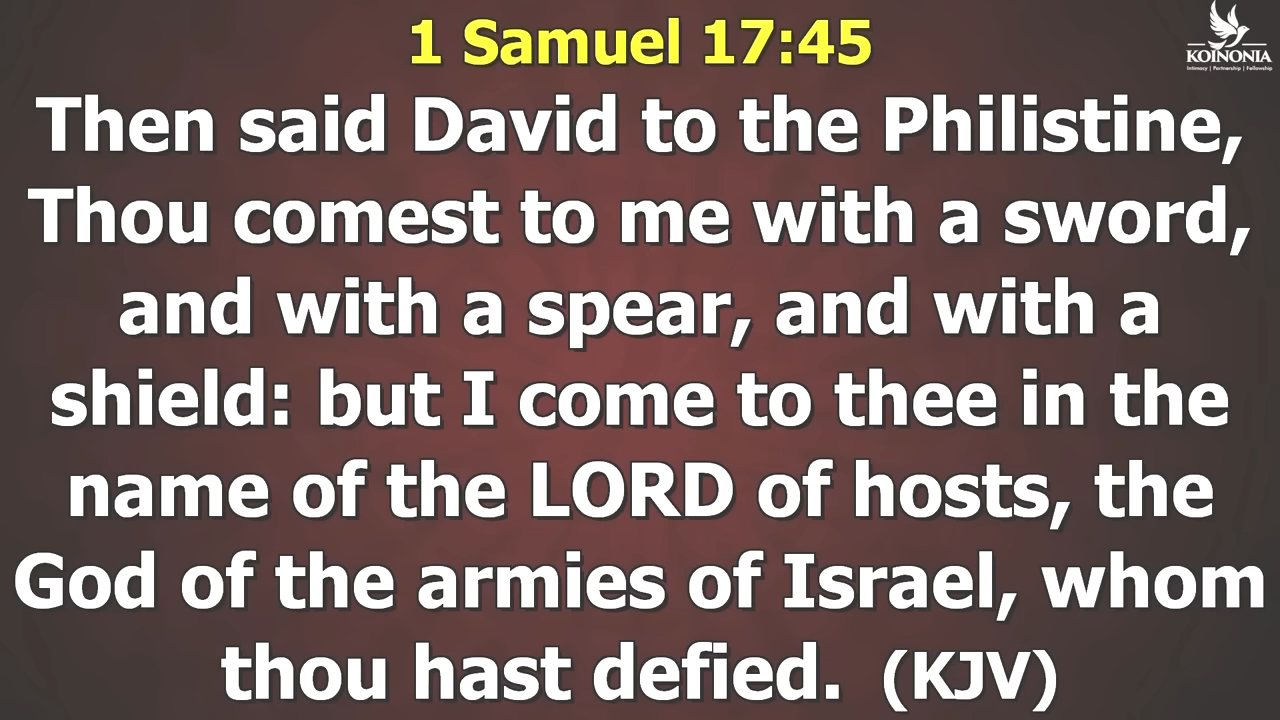 1 Samuel 17:45
KOINONIA
Intimacy | Partnership | Fellowship
Then said David to the Philistine,
Thou comest to me with a sword,
and with a spear, and with a
shield: but I come to thee in the
name of the LORD of hosts, the
God of the armies of Israel, whom
thou hast defied. (KJV)